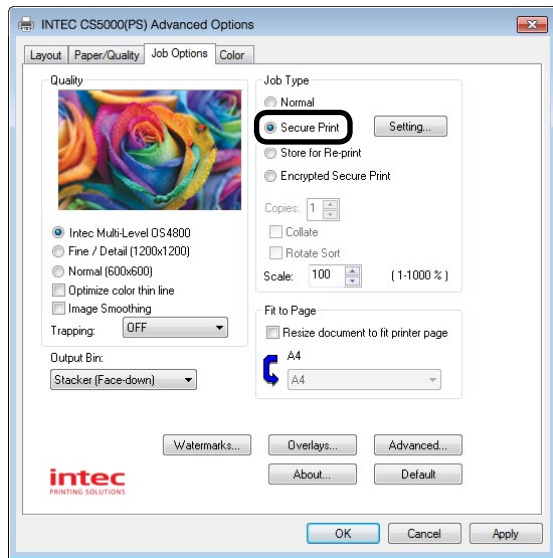 INTEC CS5000(PS) Advanced Options
Layout Paper/Quality Job Options Color
Quality
Intec Multi-Level OS4800
Fine / Detail (1200x1200)
Normal (600x600)
Optimize color thin line
Image Smoothing
Trapping: OFF
Output Bin:
Stacker (Face-down)
Job Type
Normal
Secure Print Setting...
Store for Re-print
Encrypted Secure Print
Copies: 1
Collate
Rotate Sort
Scale: 100 ( 1-1000 % )
Fit to Page
Resize document to fit printer page
A4
A4
Watermarks... Overlays... Advanced...
About... Default
intec
PRINTING SOLUTIONS
OK Cancel Apply